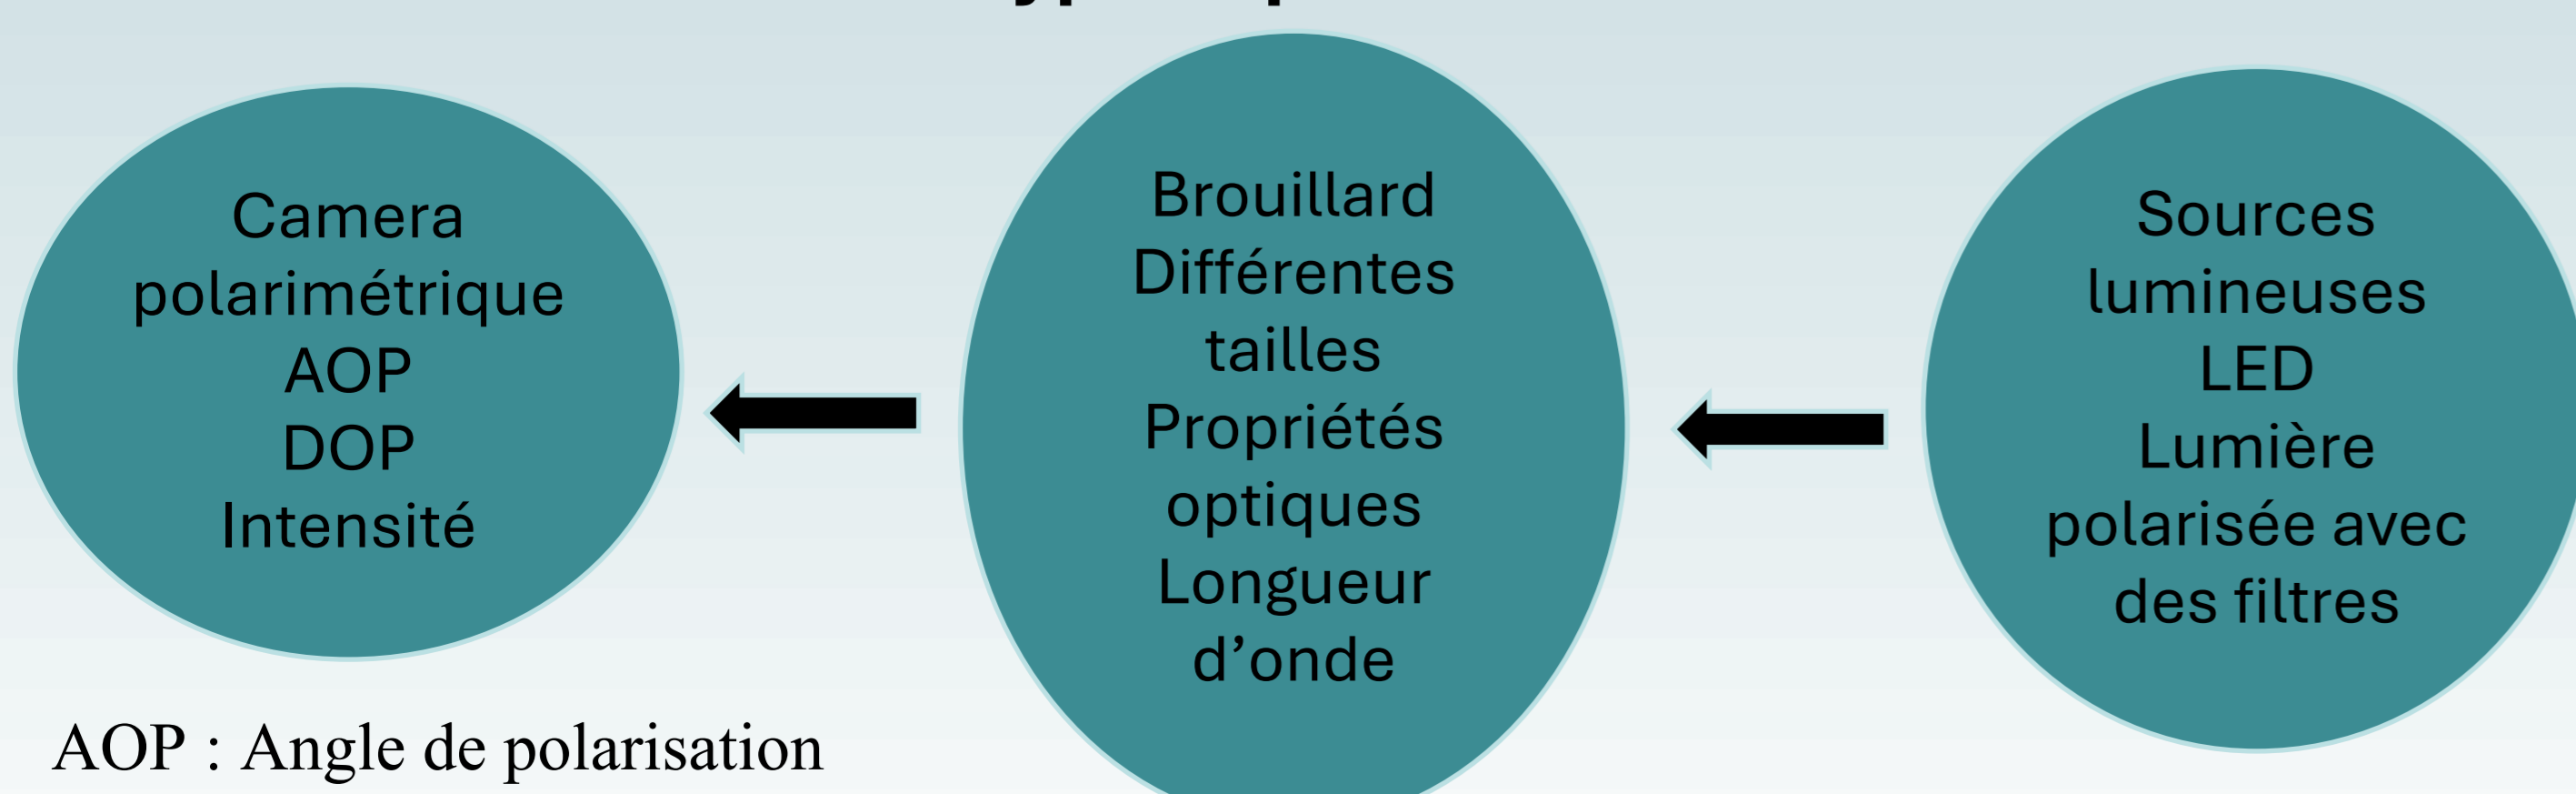 Camera
polarimétrique
AOP
DOP
Intensité
Brouillard
Différentes
tailles
Propriétés
optiques
Longueur
d’onde
Sources
lumineuses
LED
Lumière
polarisée avec
des filtres
AOP : Angle de polarisation